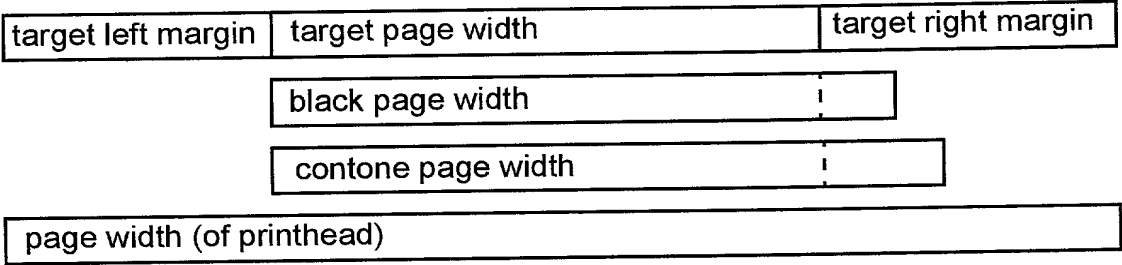 target left margin target page width target right margin
black page width
contone page width
page width (of printhead)